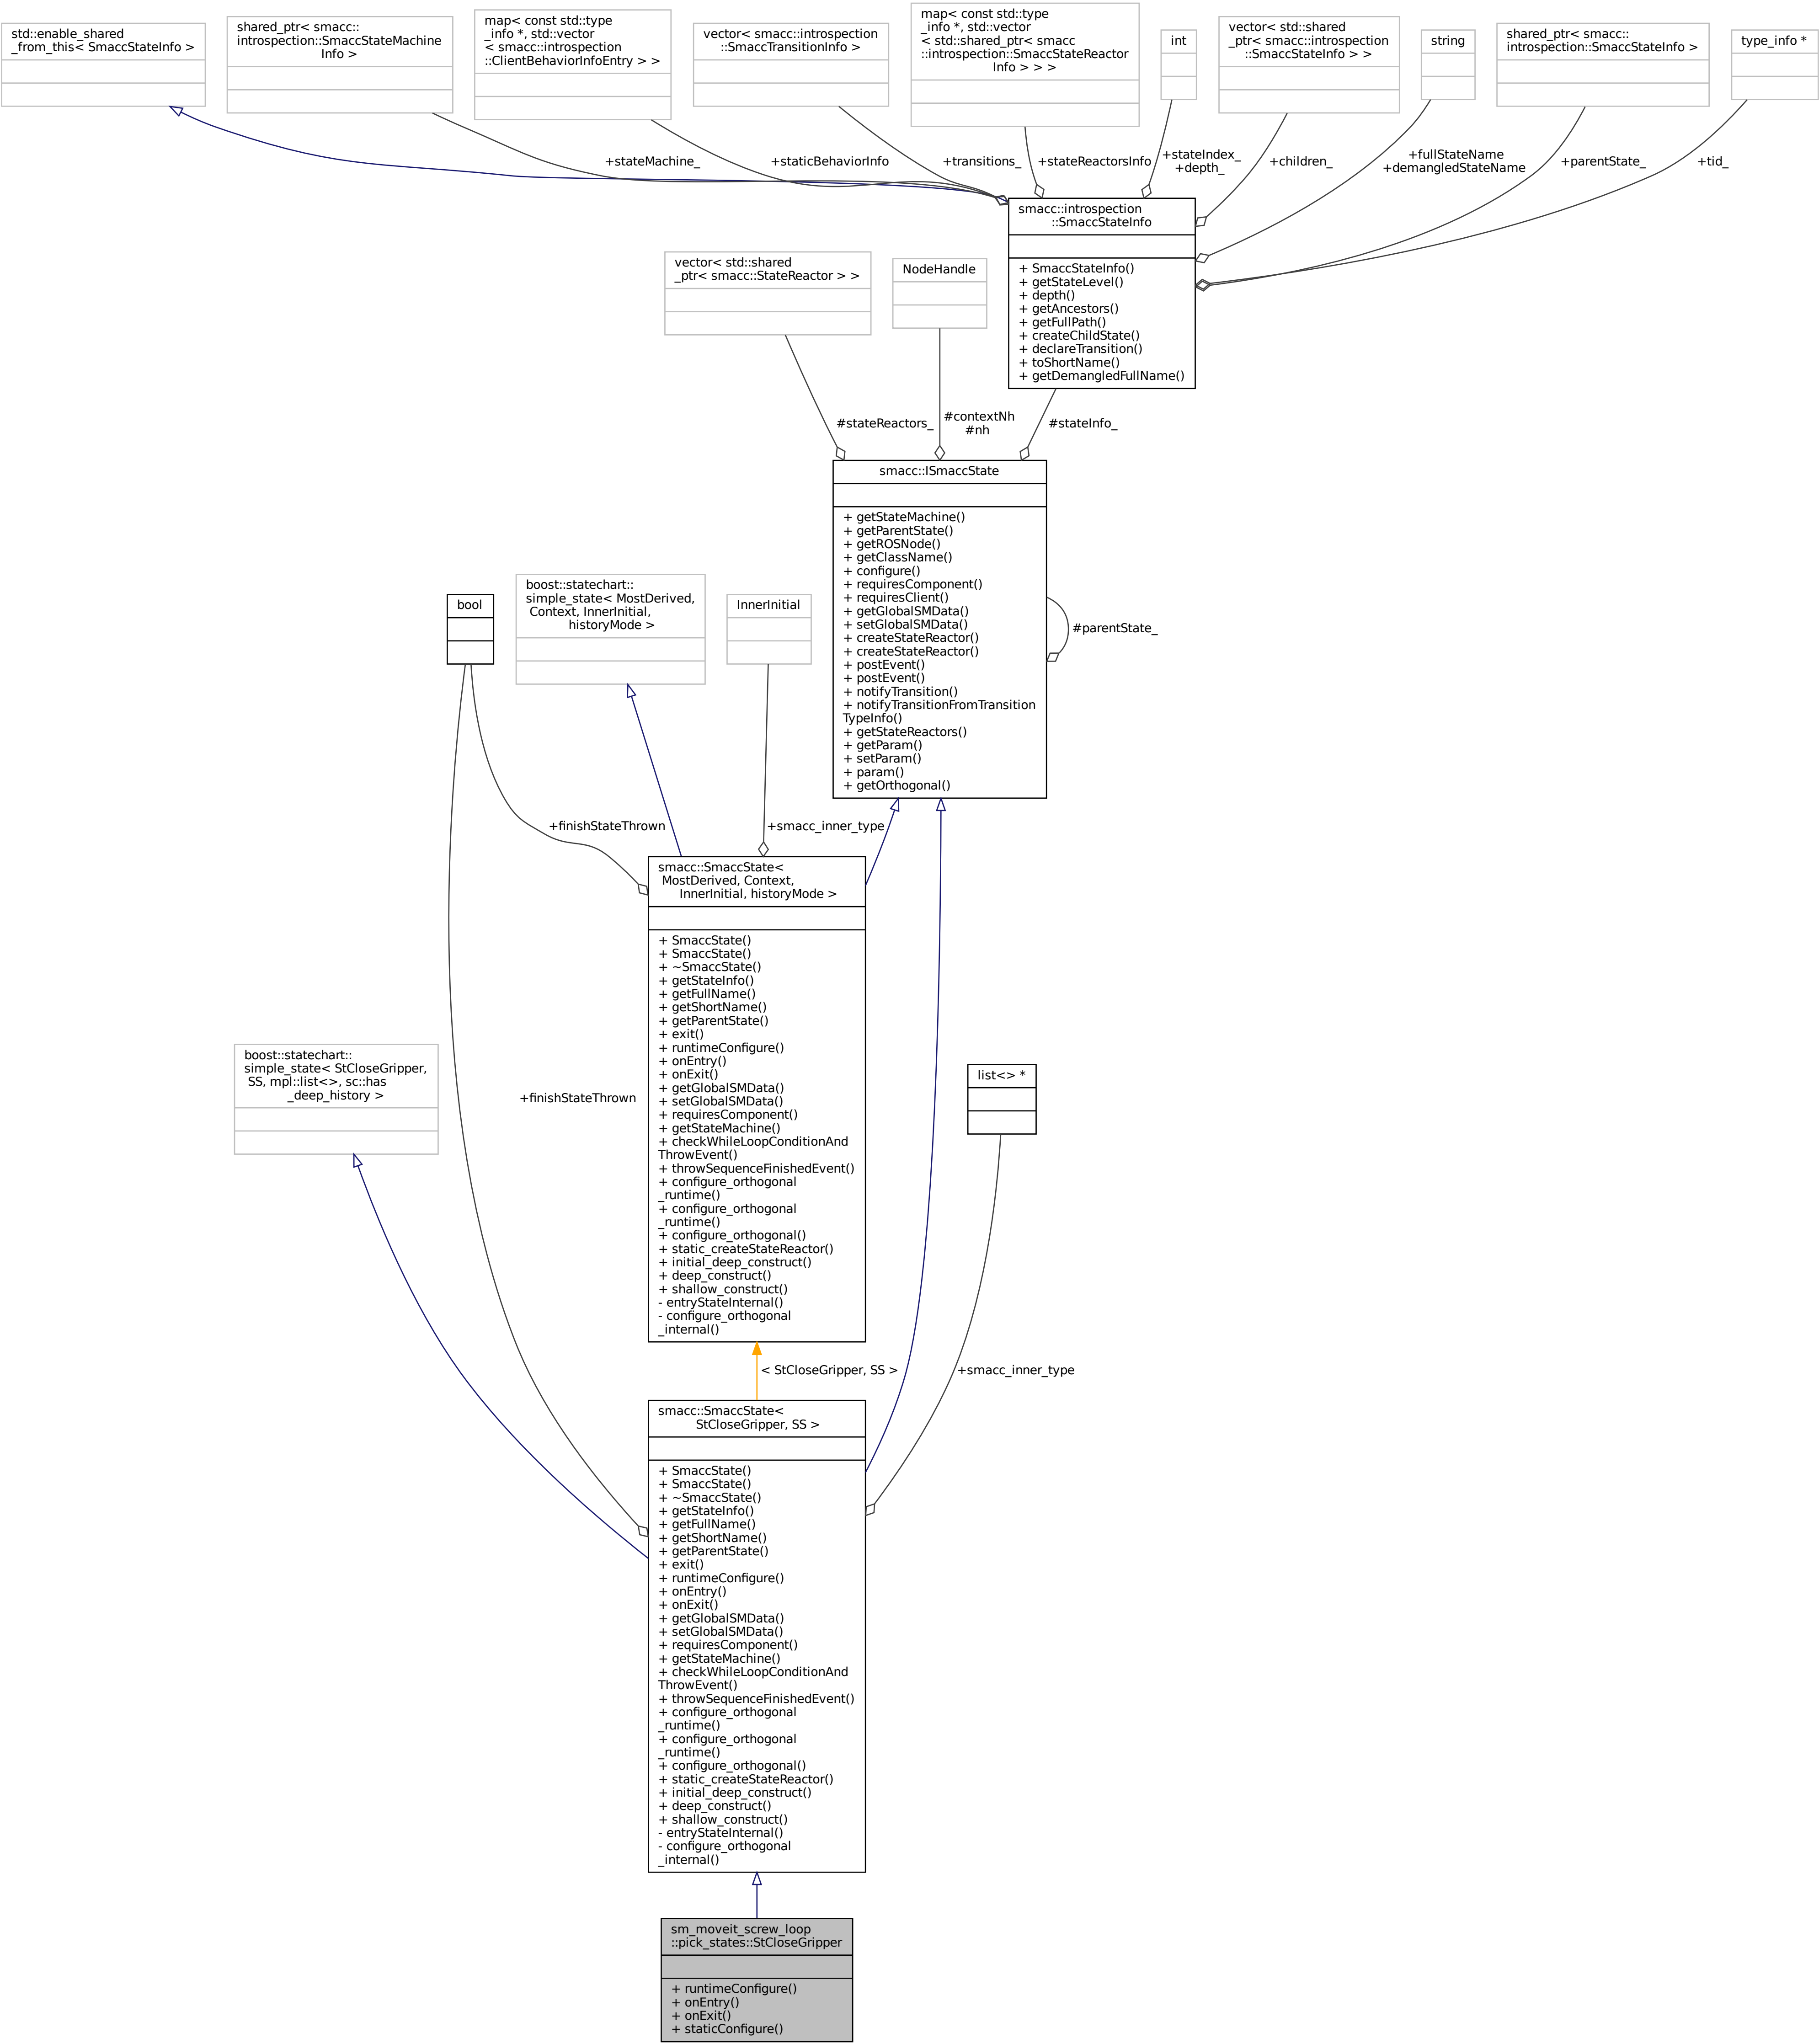 std::enable_shared
_from_this< SmaccStateInfo >
shared_ptr< smacc::
introspection::SmaccStateMachine
Info >
map< const std::type
_info *, std::vector
< smacc::introspection
::ClientBehaviorInfoEntry > >
vector< smacc::introspection
::SmaccTransitionInfo >
map< const std::type
_info *, std::vector
< std::shared_ptr< smacc
::introspection::SmaccStateReactor
Info > > >
int
vector< std::shared
_ptr< smacc::introspection
::SmaccStateInfo > >
string
shared_ptr< smacc::
introspection::SmaccStateInfo >
type_info *
+stateMachine_
+staticBehaviorInfo
+transitions_
+stateReactorsInfo
+stateIndex_
+depth_
+children_
+fullStateName
+demangledStateName
+parentState_
+tid_
smacc::introspection
::SmaccStateInfo
+ SmaccStateInfo()
+ getStateLevel()
+ depth()
+ getAncestors()
+ getFullPath()
+ createChildState()
+ declareTransition()
+ toShortName()
+ getDemangledFullName()
vector< std::shared
_ptr< smacc::StateReactor > >
NodeHandle
#stateReactors_
#contextNh
#nh
#stateInfo_
smacc::ISmaccState
+ getStateMachine()
+ getParentState()
+ getROSNode()
+ getClassName()
+ configure()
+ requiresComponent()
+ requiresClient()
+ getGlobalSMData()
+ setGlobalSMData()
+ createStateReactor()
+ createStateReactor()
+ postEvent()
+ postEvent()
+ notifyTransition()
+ notifyTransitionFromTransition
TypeInfo()
+ getStateReactors()
+ getParam()
+ setParam()
+ param()
+ getOrthogonal()
#parentState_
bool
boost::statechart::
simple_state< MostDerived,
Context, InnerInitial,
historyMode >
InnerInitial
+finishStateThrown
+smacc_inner_type
smacc::SmaccState<
MostDerived, Context,
InnerInitial, historyMode >
+ SmaccState()
+ SmaccState()
+ ~SmaccState()
+ getStateInfo()
+ getFullName()
+ getShortName()
+ getParentState()
+ exit()
+ runtimeConfigure()
+ onEntry()
+ onExit()
+ getGlobalSMData()
+ setGlobalSMData()
+ requiresComponent()
+ getStateMachine()
+ checkWhileLoopConditionAnd
ThrowEvent()
+ throwSequenceFinishedEvent()
+ configure_orthogonal
_runtime()
+ configure_orthogonal
_runtime()
+ configure_orthogonal()
+ static_createStateReactor()
+ initial_deep_construct()
+ deep_construct()
+ shallow_construct()
- entryStateInternal()
- configure_orthogonal
_internal()
boost::statechart::
simple_state< StCloseGripper,
SS, mpl::list<>, sc::has
_deep_history >
+finishStateThrown
list<> *
< StCloseGripper, SS >
+smacc_inner_type
smacc::SmaccState<
StCloseGripper, SS >
+ SmaccState()
+ SmaccState()
+ ~SmaccState()
+ getStateInfo()
+ getFullName()
+ getShortName()
+ getParentState()
+ exit()
+ runtimeConfigure()
+ onEntry()
+ onExit()
+ getGlobalSMData()
+ setGlobalSMData()
+ requiresComponent()
+ getStateMachine()
+ checkWhileLoopConditionAnd
ThrowEvent()
+ throwSequenceFinishedEvent()
+ configure_orthogonal
_runtime()
+ configure_orthogonal
_runtime()
+ configure_orthogonal()
+ static_createStateReactor()
+ initial_deep_construct()
+ deep_construct()
+ shallow_construct()
- entryStateInternal()
- configure_orthogonal
_internal()
sm_moveit_screw_loop
::pick_states::StCloseGripper
+ runtimeConfigure()
+ onEntry()
+ onExit()
+ staticConfigure()